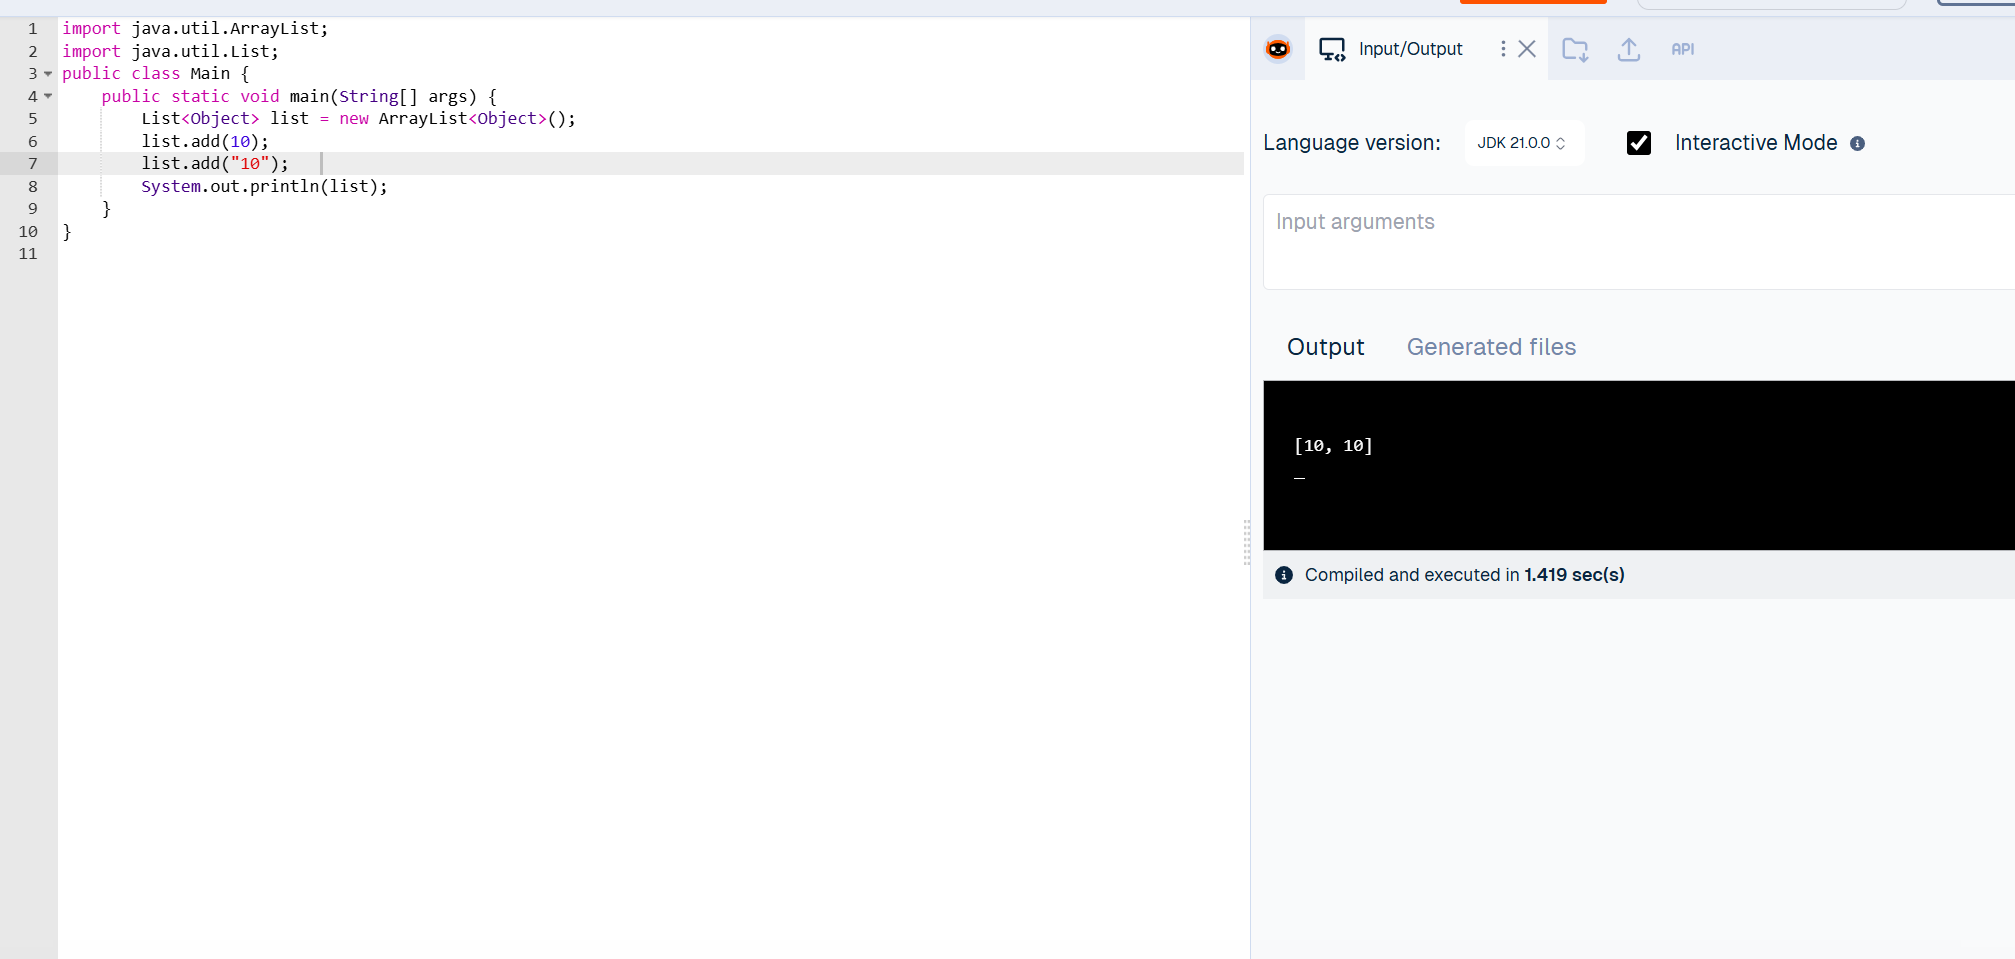 1 import java.util.ArrayList;
2 import java.util.List;
3 public class Main {
4     public static void main(String[] args) {
5         List<Object> list = new ArrayList<Object>();
6         list.add(10);
7         list.add("10");
8         System.out.println(list);
9     }
10 }
11
Input/Output
API
Language version: JDK 21.0.0 Interactive Mode
Input arguments
Output Generated files
[10, 10]
_
Compiled and executed in 1.419 sec(s)